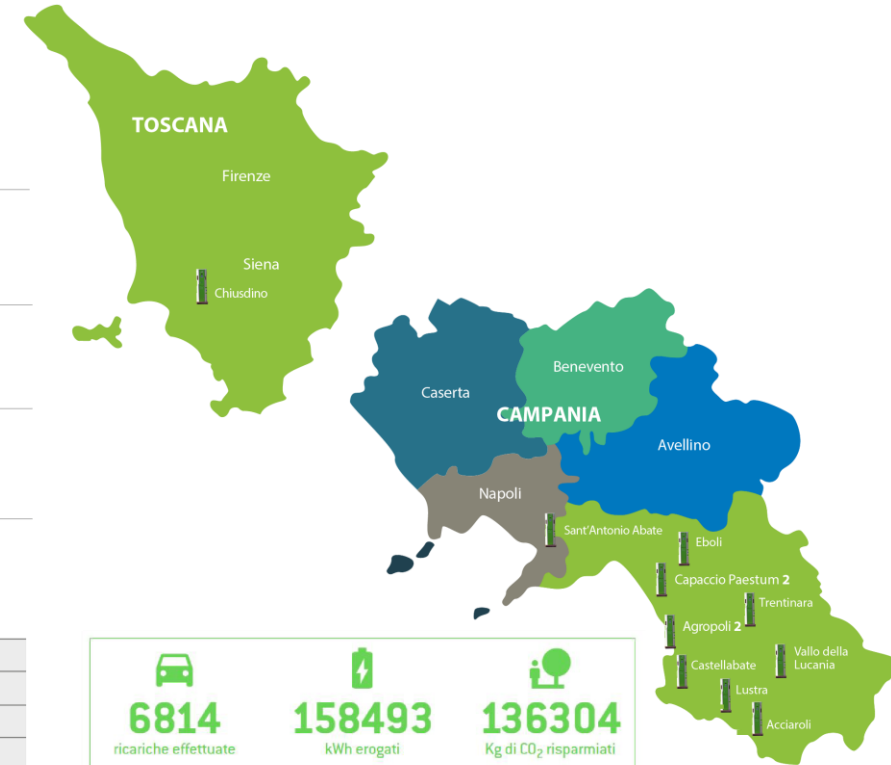 TOSCANA
Firenze
Siena
Chiusdino
Benevento
Caserta
CAMPANIA
Avellino
Napoli
Sant'Antonio Abate
Eboli
Capaccio Paestum 2
Trentinara
Agropoli 2
Vallo della
Lucania
Castellabate
Lustra
Acciaroli
6814
ricariche effettuate
158493
kWh erogati
136304
Kg di CO₂ risparmiati